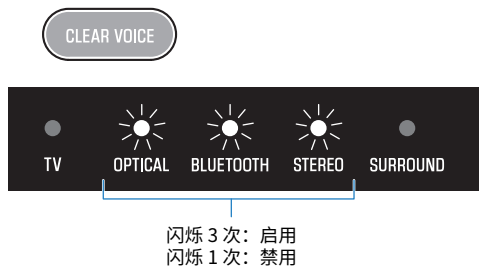 CLEAR VOICE
TV OPTICAL BLUETOOTH STEREO SURROUND
闪烁 3 次：启用
闪烁 1 次：禁用